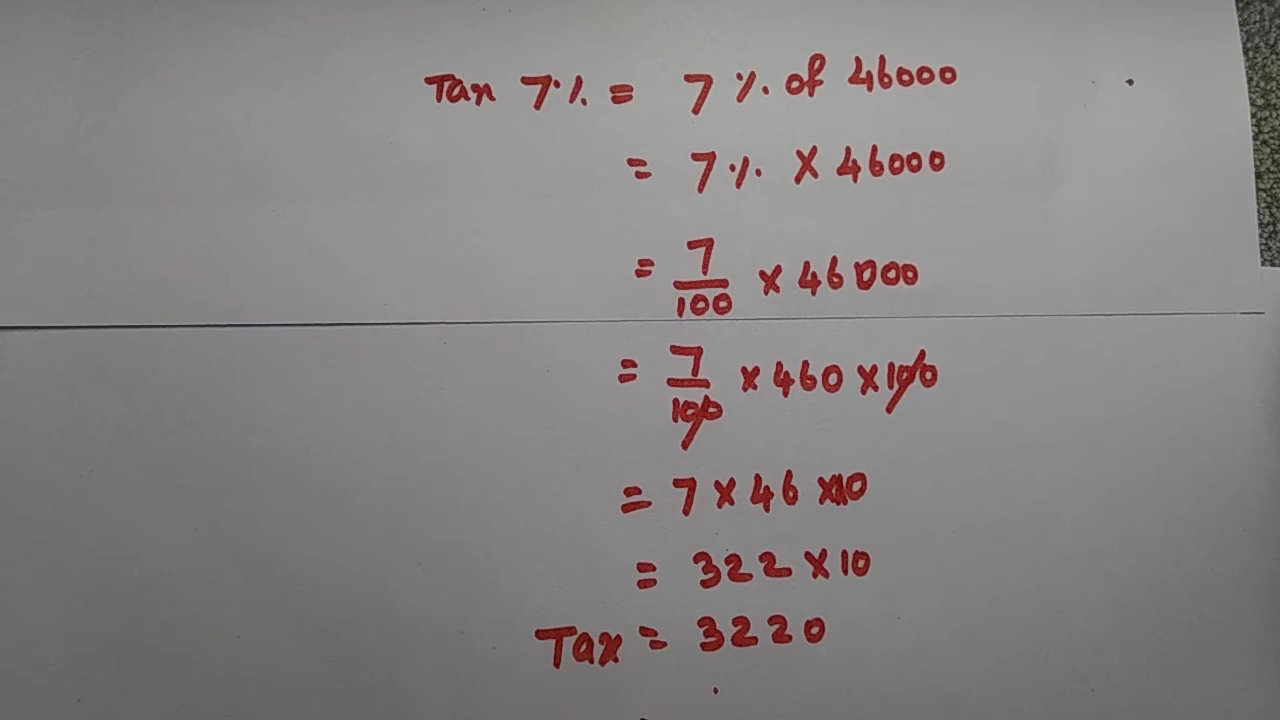 Tax 7% = 7% of 46000
= 7% × 46000
= 7/100 × 46000
= 7/100 × 460 × 100
= 7 × 46 × 10
= 322 × 10
Tax = 3220